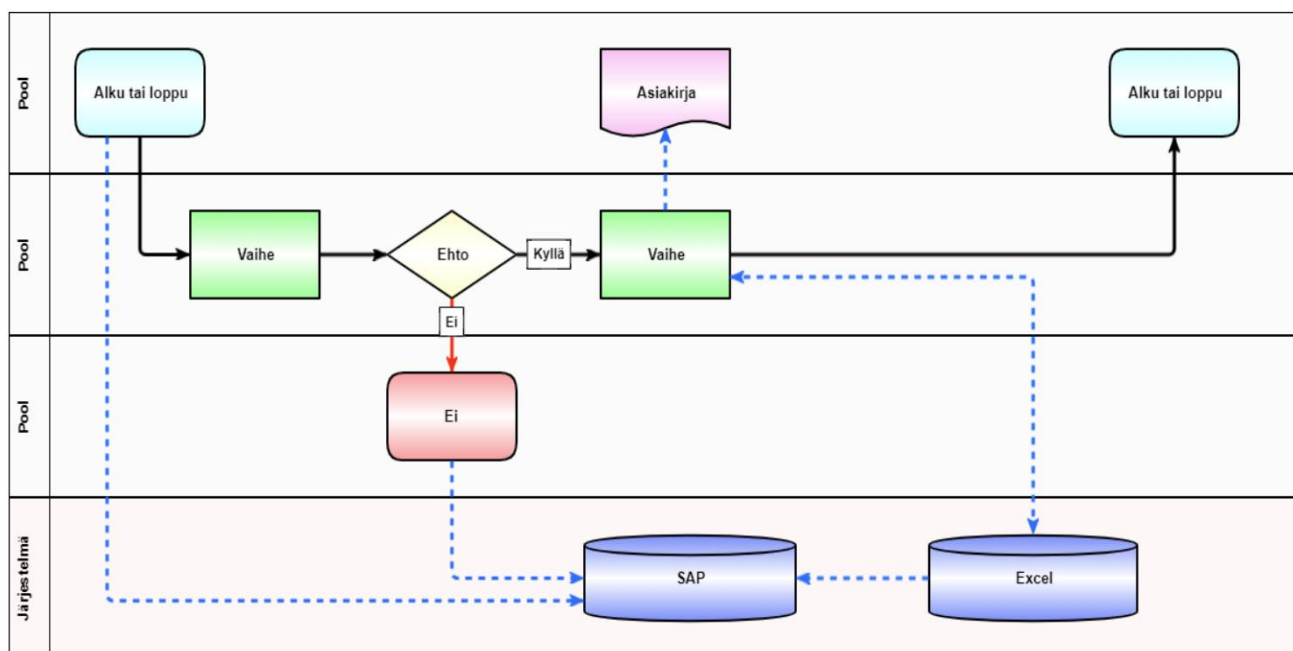 Pool
Alku tai loppu
Asiakirja
Alku tai loppu
Pool
Vaihe
Ehto
Kyllä
Vaihe
Ei
Pool
Ei
Järjestelmä
SAP
Excel